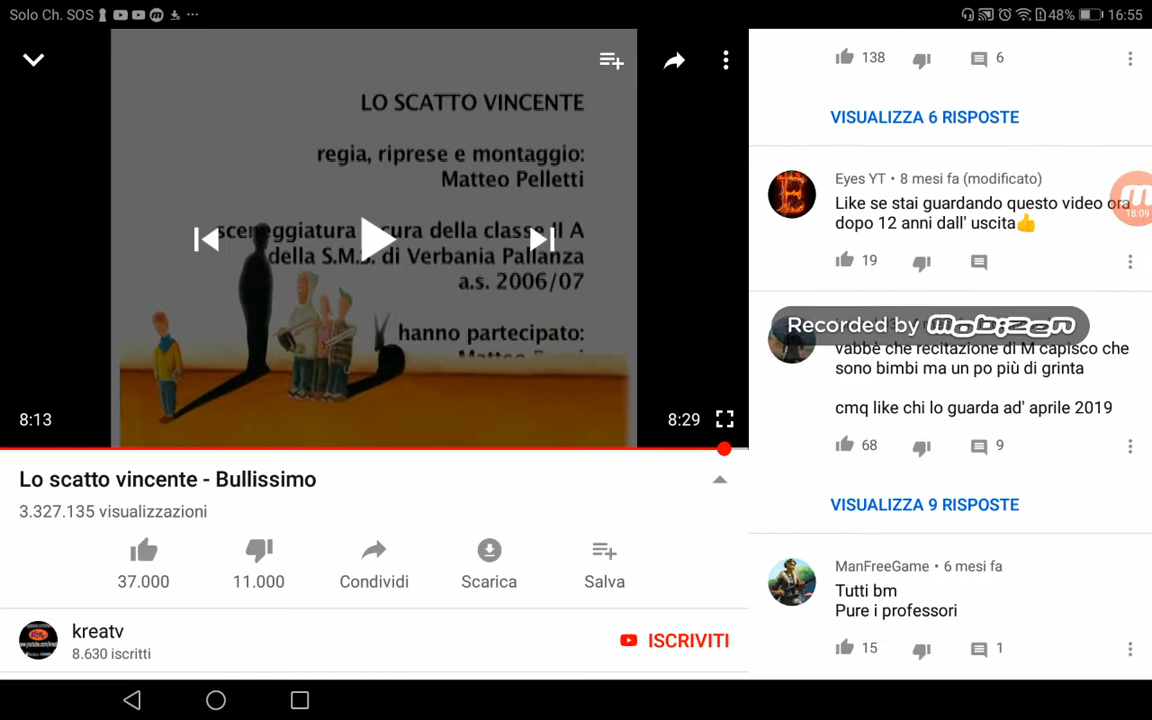 Solo Ch. SOS
48% 16:55
LO SCATTO VINCENTE
regia, riprese e montaggio:
Matteo Pelletti
sceneggiatura cura della classe II A
della S.M.S. di Verbania Pallanza
a.s. 2006/07
hanno partecipato:
8:13
8:29
Lo scatto vincente - Bullissimo
3.327.135 visualizzazioni
37.000
11.000
Condividi
Scarica
Salva
kreatv
8.630 iscritti
ISCRIVITI
138
6
VISUALIZZA 6 RISPOSTE
Eyes YT • 8 mesi fa (modificato)
Like se stai guardando questo video ora
dopo 12 anni dall' uscita👍
18:09
19
Recorded by mobizen
vabbè che recitazione di M capisco che
sono bimbi ma un po più di grinta
cmq like chi lo guarda ad' aprile 2019
68
9
VISUALIZZA 9 RISPOSTE
ManFreeGame • 6 mesi fa
Tutti bm
Pure i professori
15
1